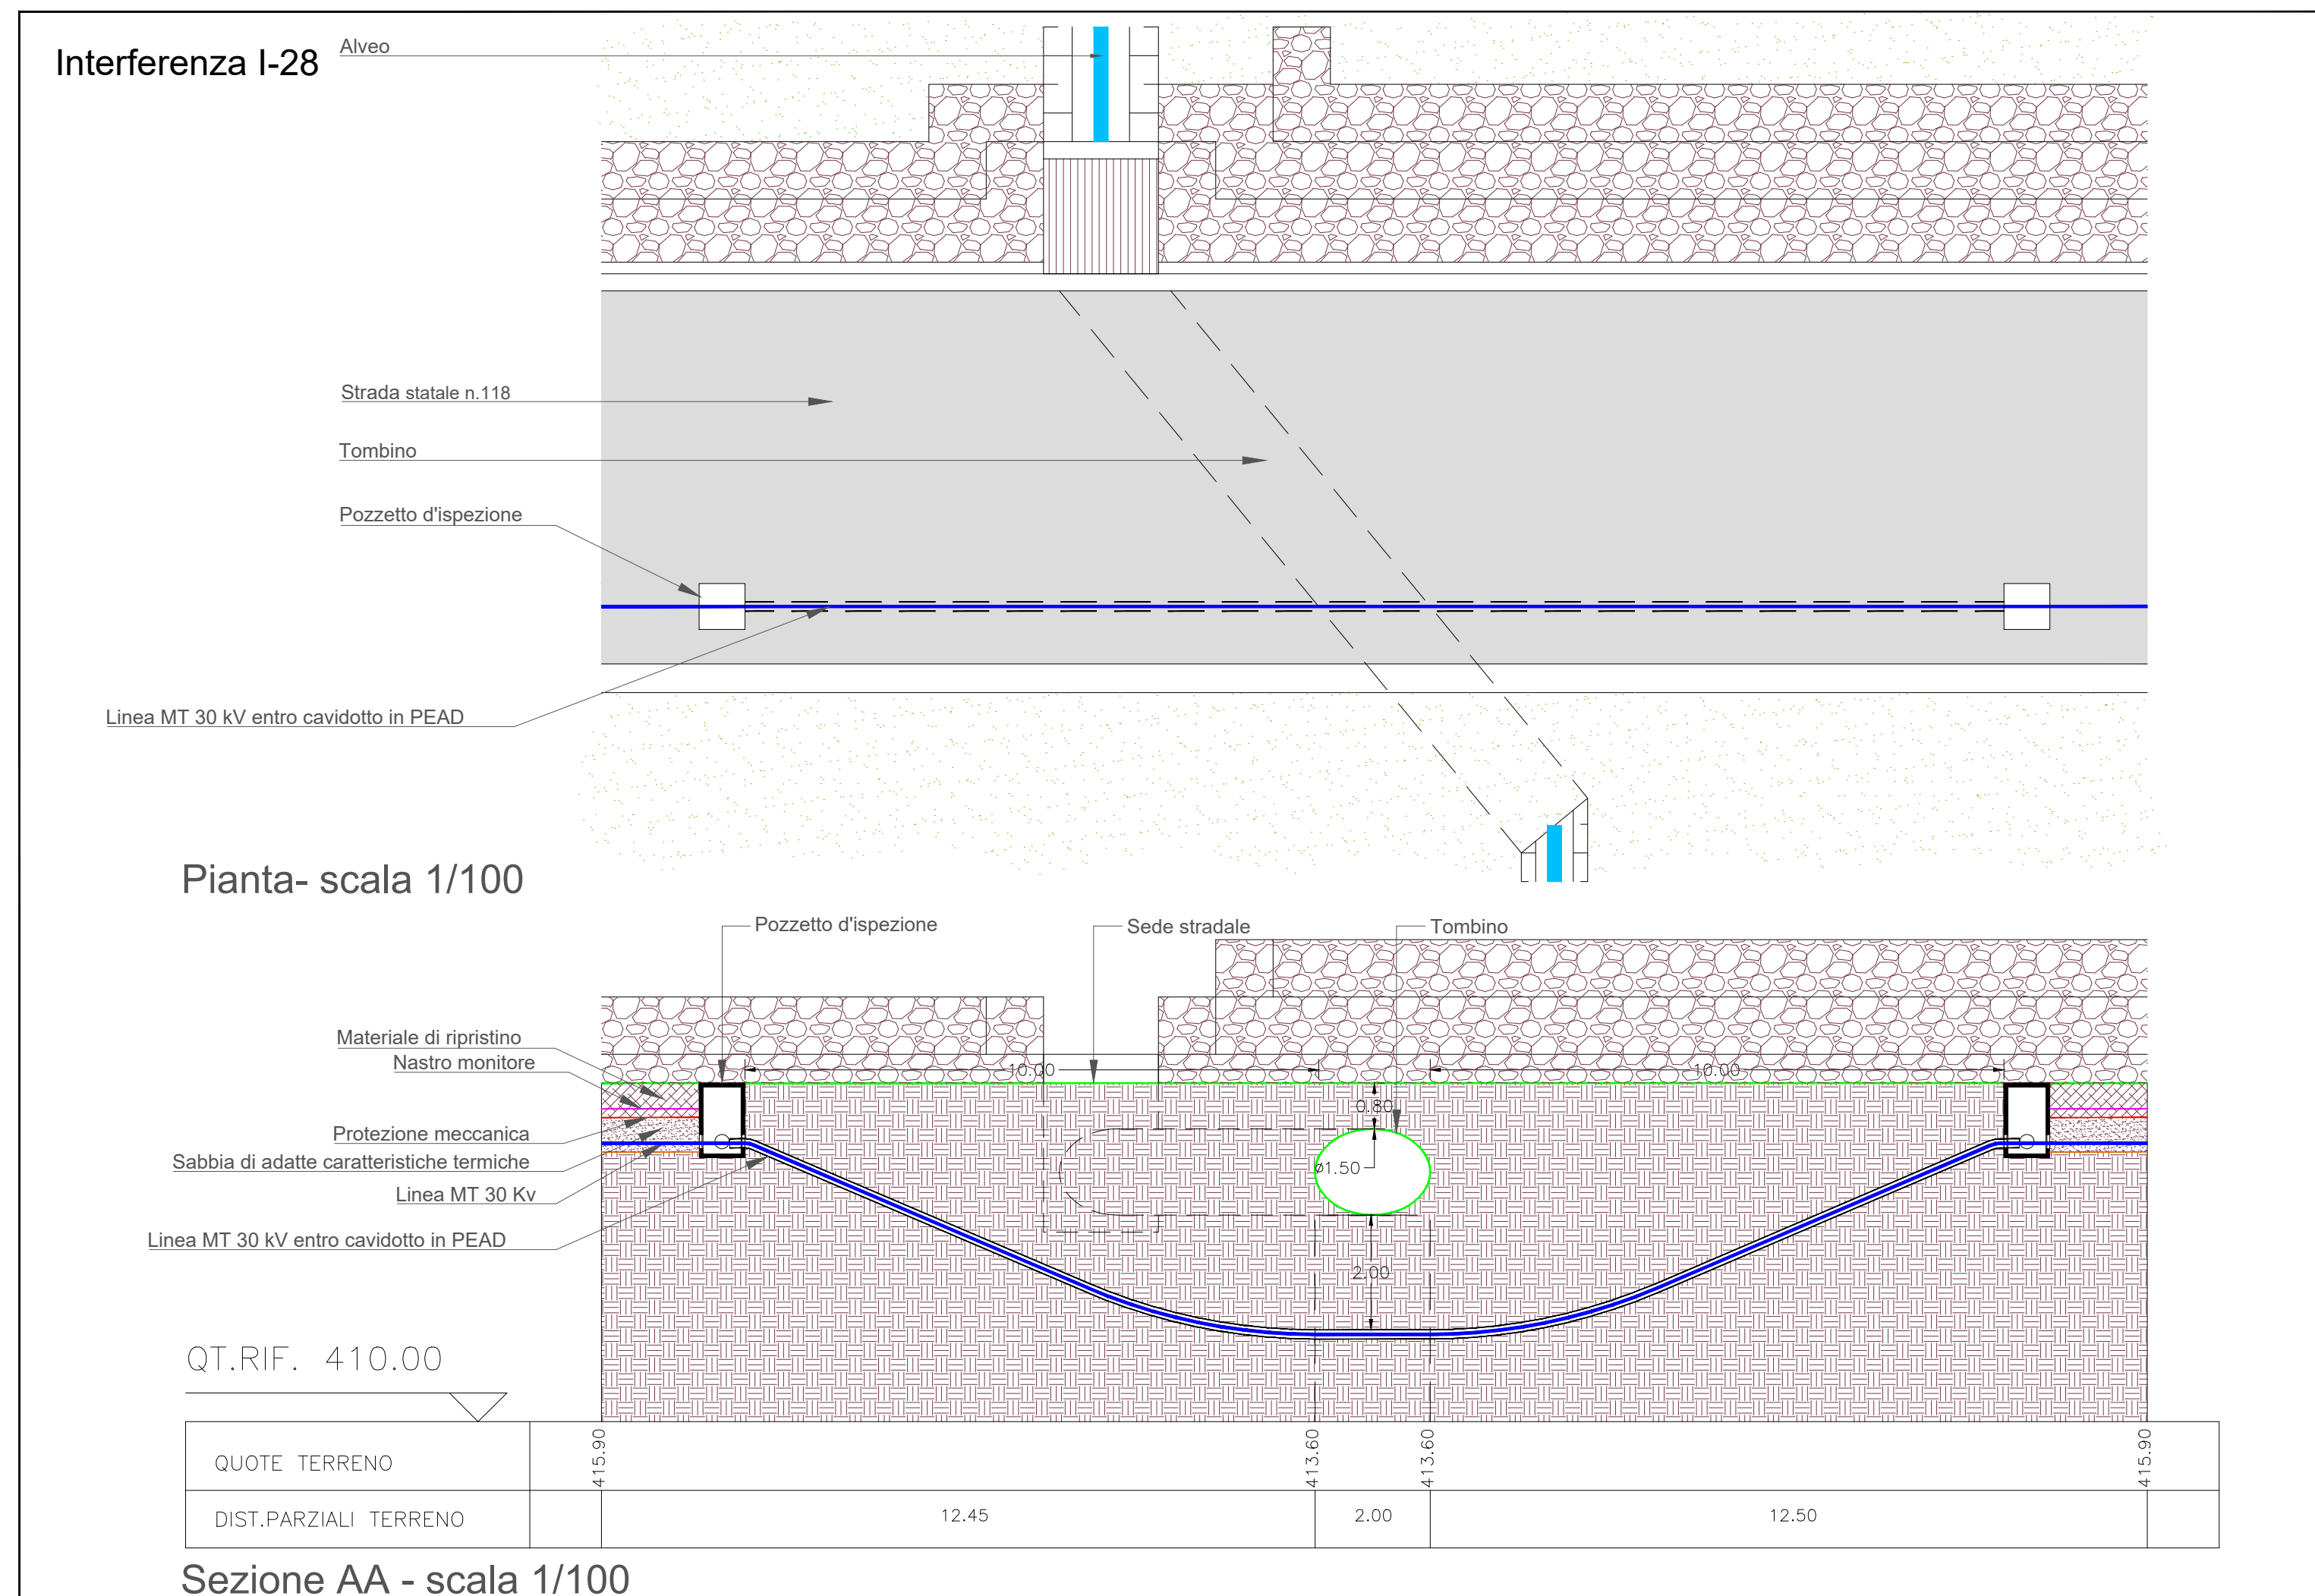 Interferenza I-28
Alveo
Strada statale n.118
Tombino
Pozzetto d'ispezione
Linea MT 30 kV entro cavidotto in PEAD
Pianta- scala 1/100
Pozzetto d'ispezione
Sede stradale
Tombino
Materiale di ripristino
Nastro monitore
10.00
10.00
0.80
Protezione meccanica
Sabbia di adatte caratteristiche termiche
ø1.50
Linea MT 30 Kv
Linea MT 30 kV entro cavidotto in PEAD
2.00
QT.RIF. 410.00
QUOTE TERRENO
415.90
413.60
413.60
415.90
DIST.PARZIALI TERRENO
12.45
2.00
12.50
Sezione AA - scala 1/100